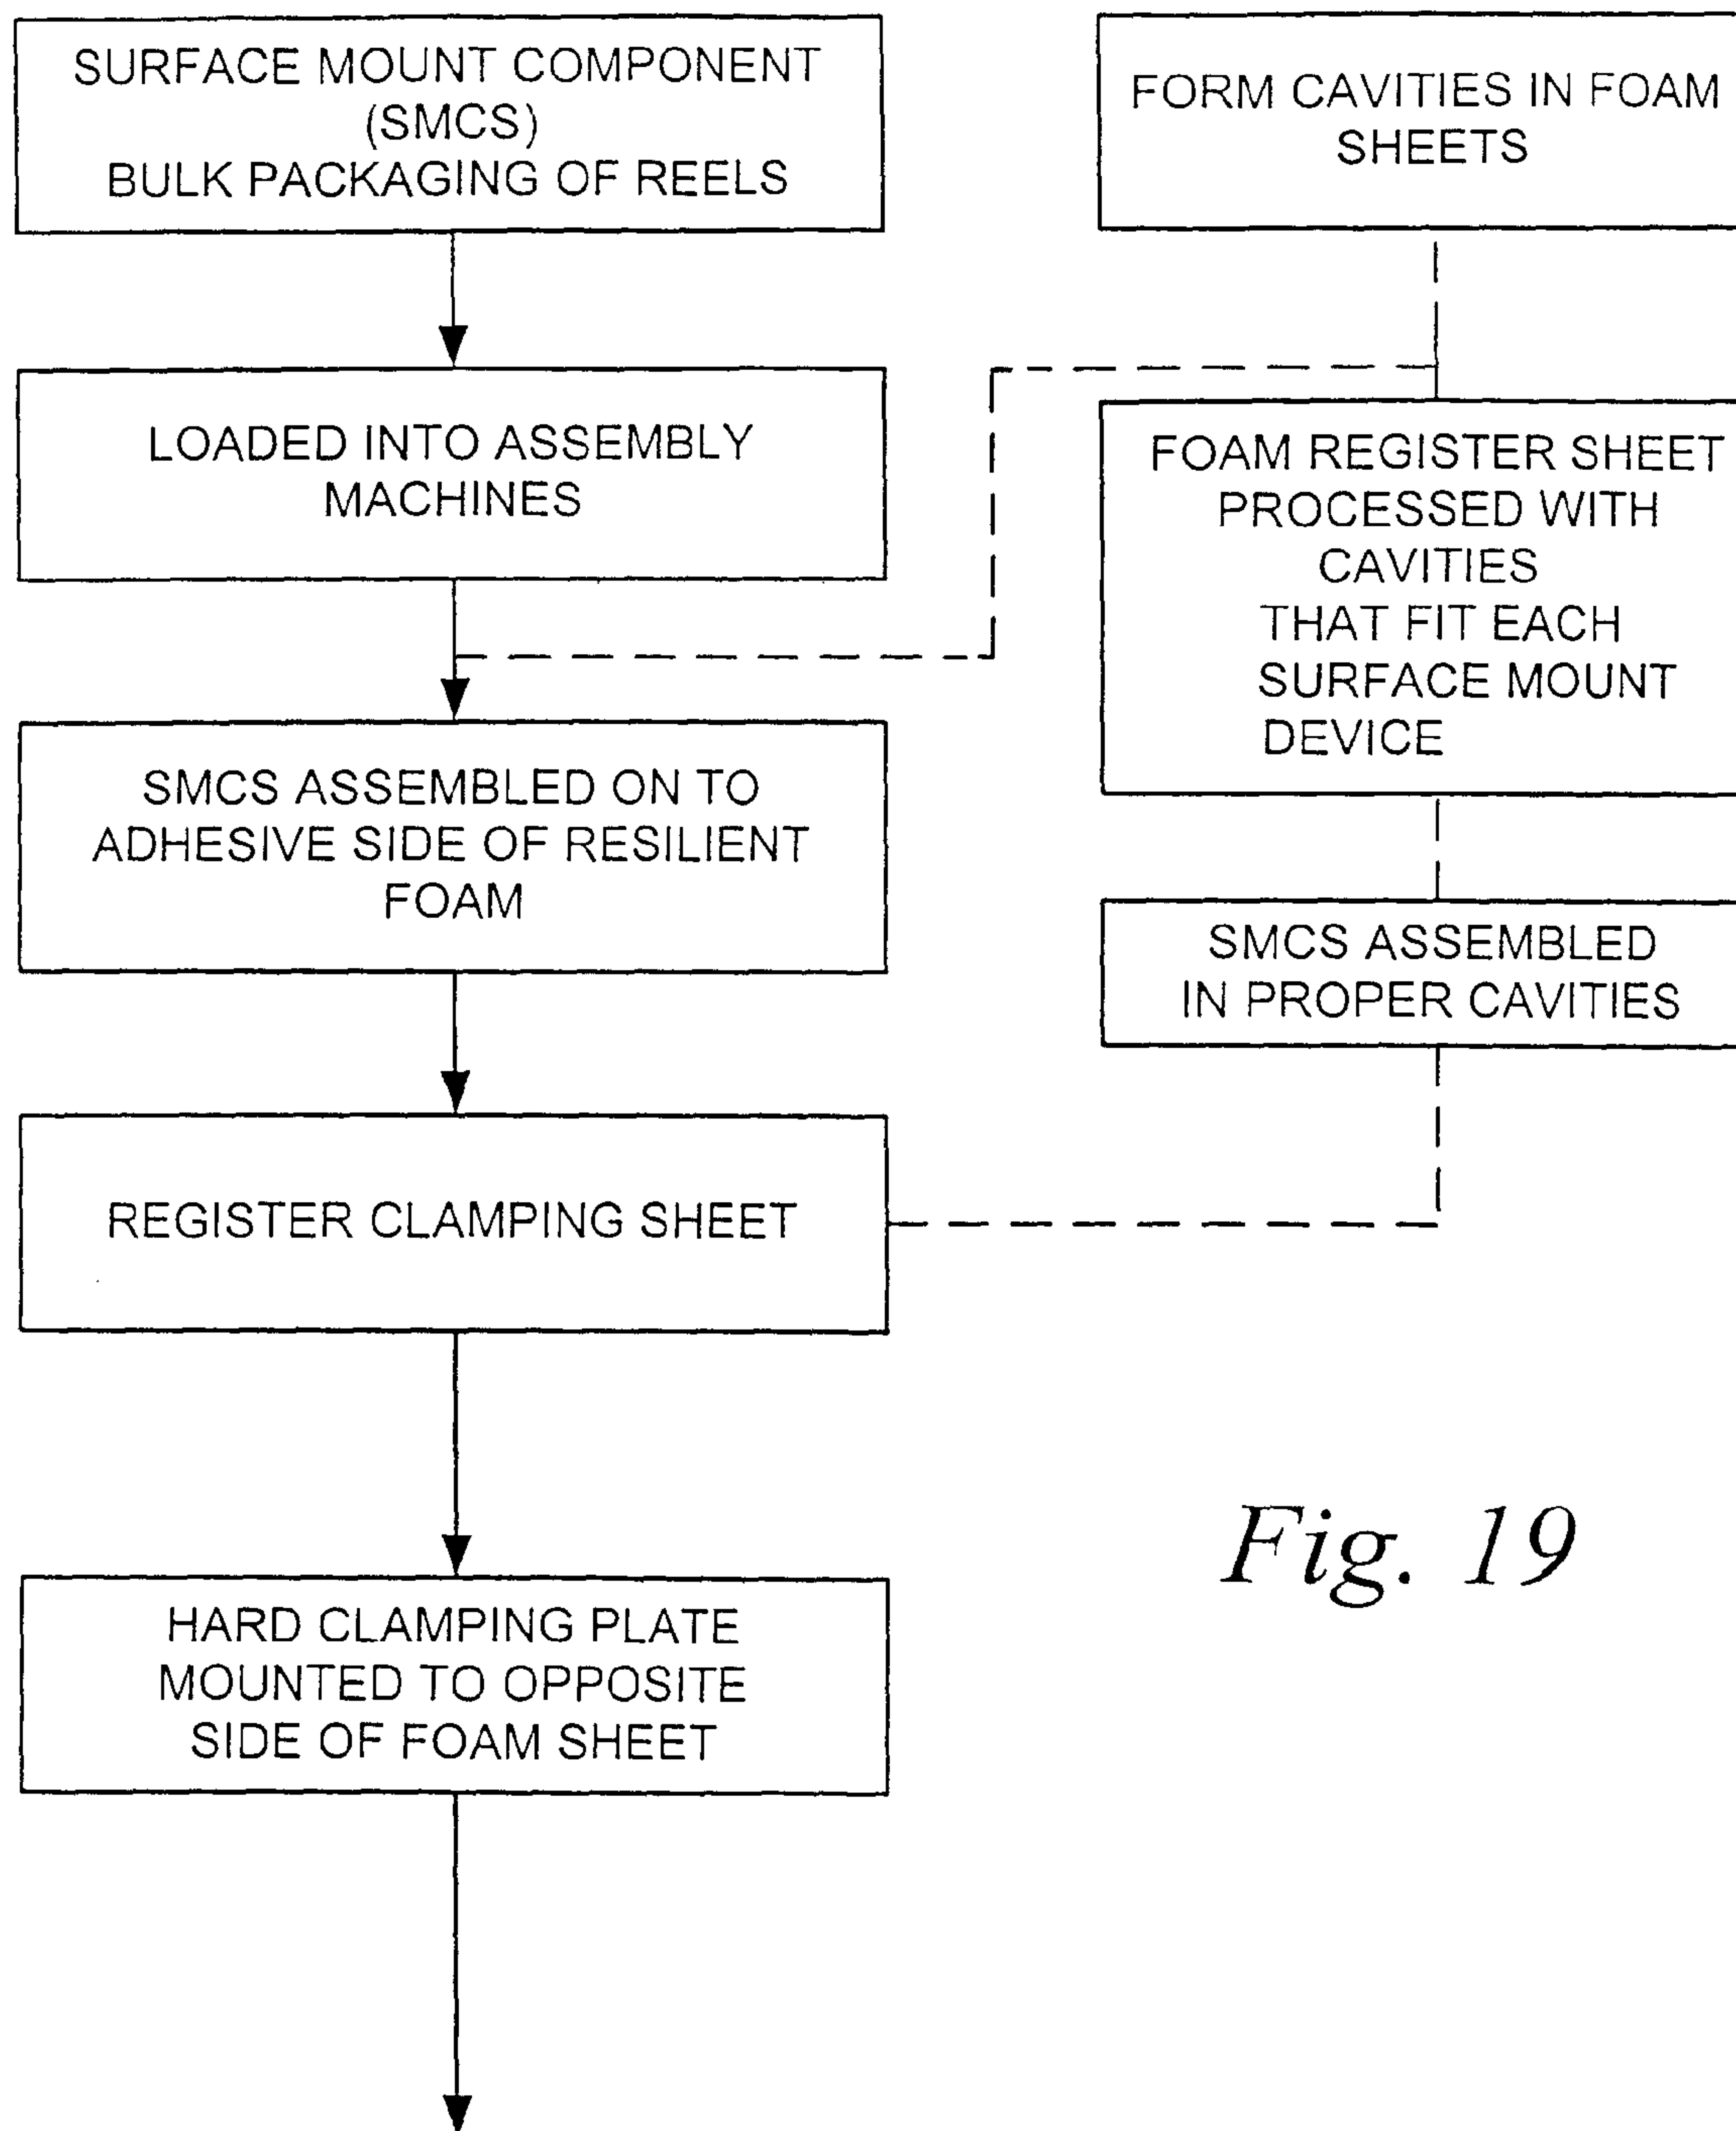 SURFACE MOUNT COMPONENT
(SMCS)
BULK PACKAGING OF REELS
LOADED INTO ASSEMBLY
MACHINES
SMCS ASSEMBLED ON TO
ADHESIVE SIDE OF RESILIENT
FOAM
REGISTER CLAMPING SHEET
HARD CLAMPING PLATE
MOUNTED TO OPPOSITE
SIDE OF FOAM SHEET
FORM CAVITIES IN FOAM
SHEETS
FOAM REGISTER SHEET
PROCESSED WITH
CAVITIES
THAT FIT EACH
SURFACE MOUNT
DEVICE
SMCS ASSEMBLED
IN PROPER CAVITIES
Fig. 19